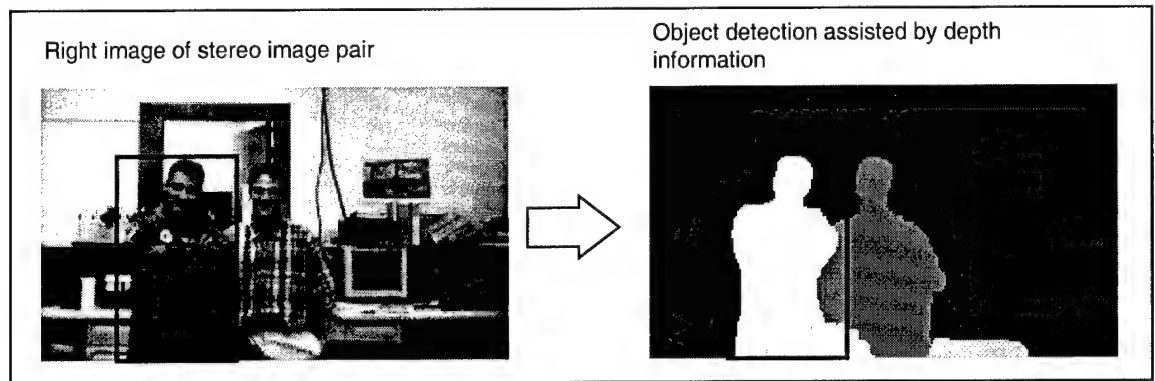 Right image of stereo image pair
Object detection assisted by depth
information